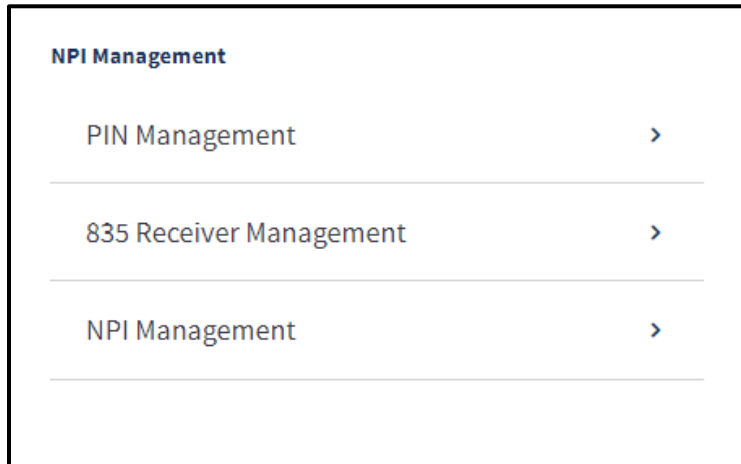 NPI Management
PIN Management
835 Receiver Management
NPI Management